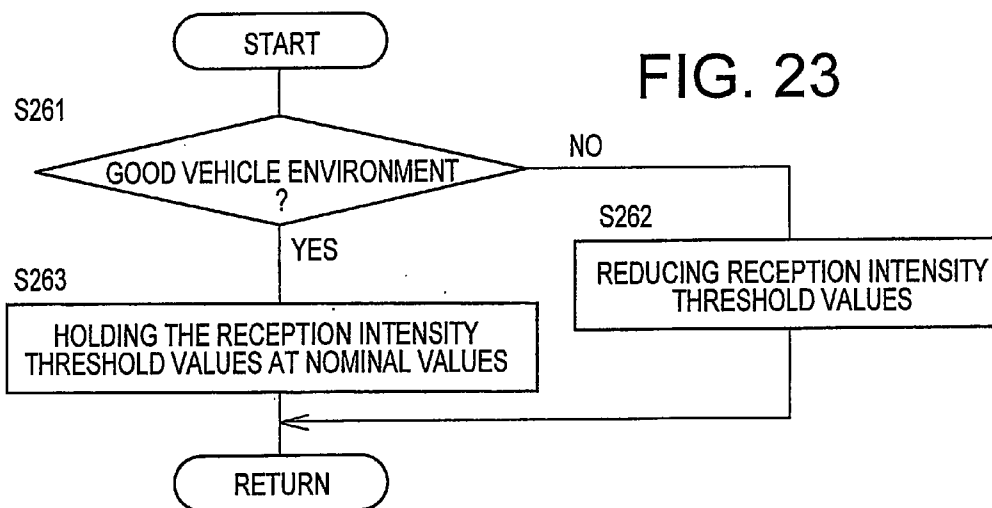 START
FIG. 23
S261
GOOD VEHICLE ENVIRONMENT
?
NO
YES
S262
REDUCING RECEPTION INTENSITY
THRESHOLD VALUES
S263
HOLDING THE RECEPTION INTENSITY
THRESHOLD VALUES AT NOMINAL VALUES
RETURN